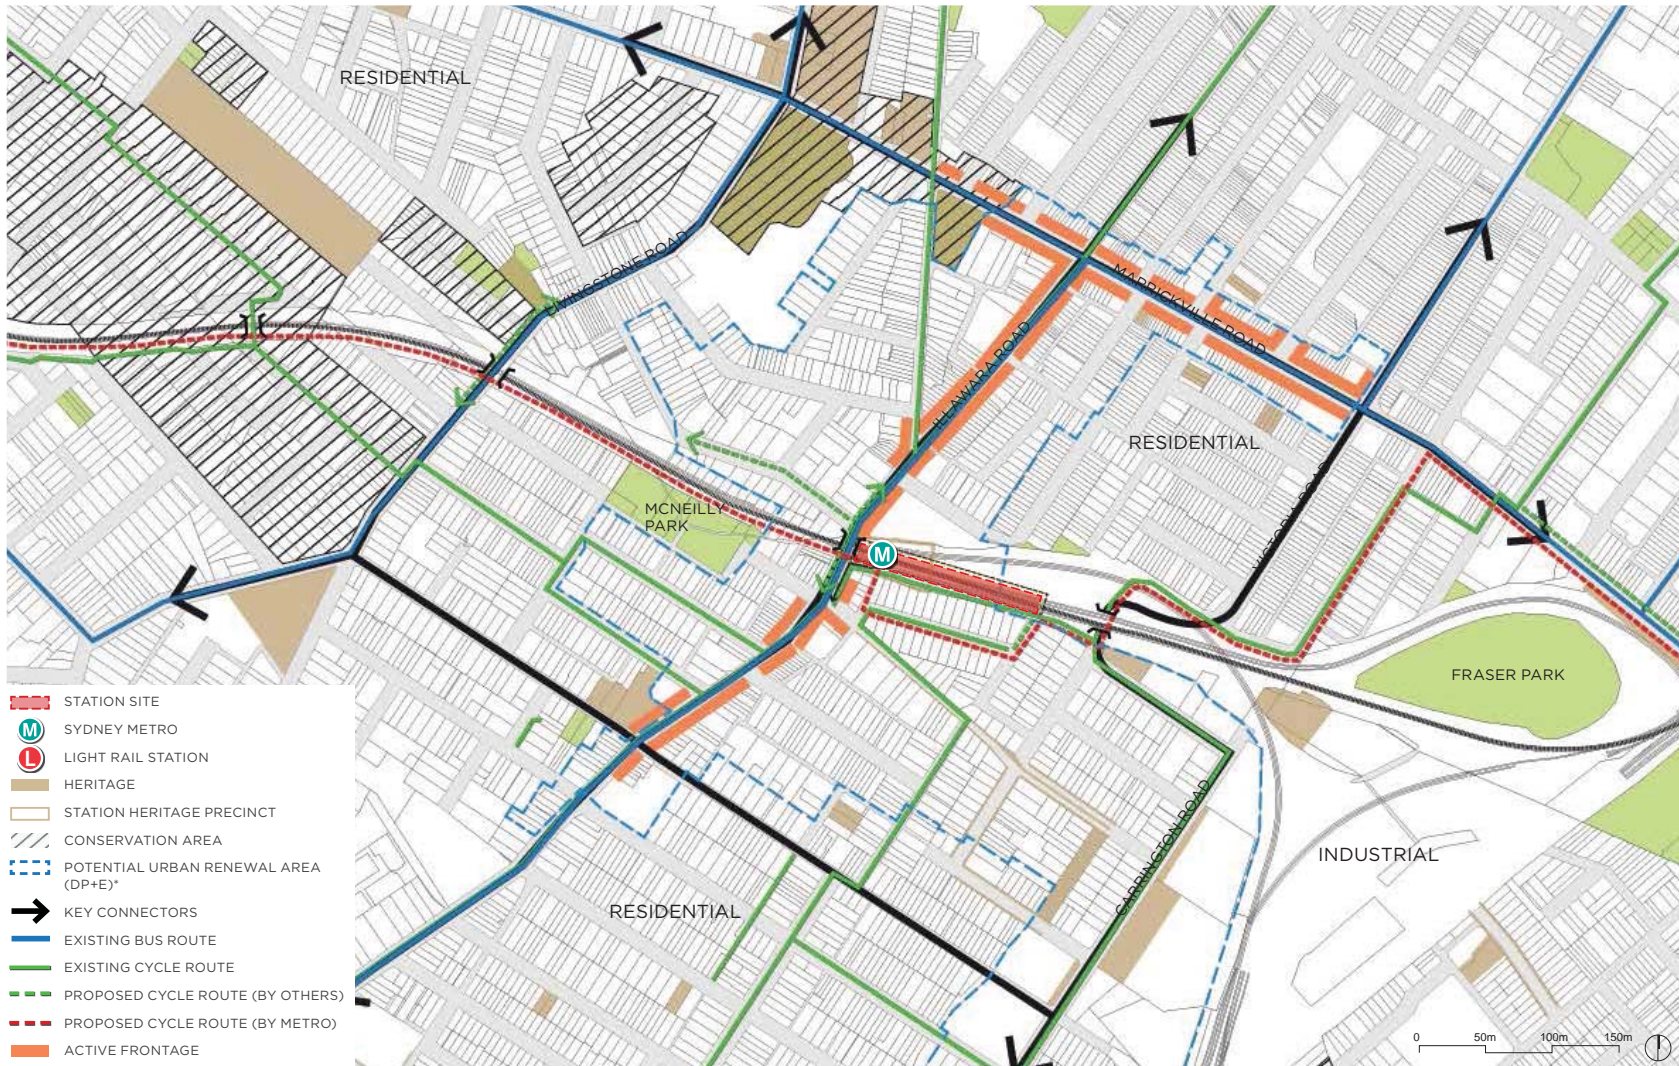 RESIDENTIAL
LIVINGSTONE ROAD
MARRICKVILLE ROAD
ILLAWARA ROAD
RESIDENTIAL
VICTORIA ROAD
MCNEILLY
PARK
M
FRASER PARK
CARRINGTON ROAD
INDUSTRIAL
RESIDENTIAL
STATION SITE
M SYDNEY METRO
L LIGHT RAIL STATION
HERITAGE
STATION HERITAGE PRECINCT
CONSERVATION AREA
POTENTIAL URBAN RENEWAL AREA
(DP+E)*
KEY CONNECTORS
EXISTING BUS ROUTE
EXISTING CYCLE ROUTE
PROPOSED CYCLE ROUTE (BY OTHERS)
PROPOSED CYCLE ROUTE (BY METRO)
ACTIVE FRONTAGE
0 50m 100m 150m